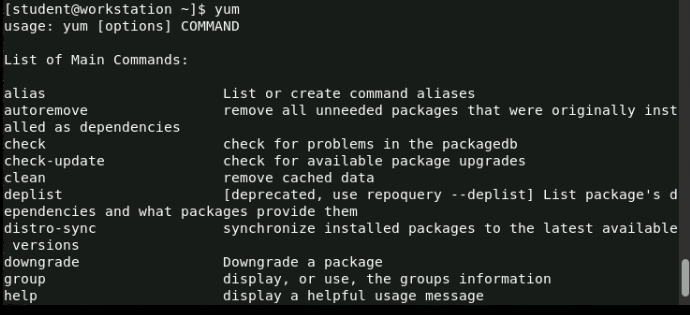 [student@workstation ~]$ yum
usage: yum [options] COMMAND

List of Main Commands:

alias                     List or create command aliases
autoremove                remove all unneeded packages that were originally inst
alled as dependencies
check                     check for problems in the packagedb
check-update              check for available package upgrades
clean                     remove cached data
deplist                   [deprecated, use repoquery --deplist] List package's d
ependencies and what packages provide them
distro-sync               synchronize installed packages to the latest available
 versions
downgrade                 Downgrade a package
group                     display, or use, the groups information
help                      display a helpful usage message